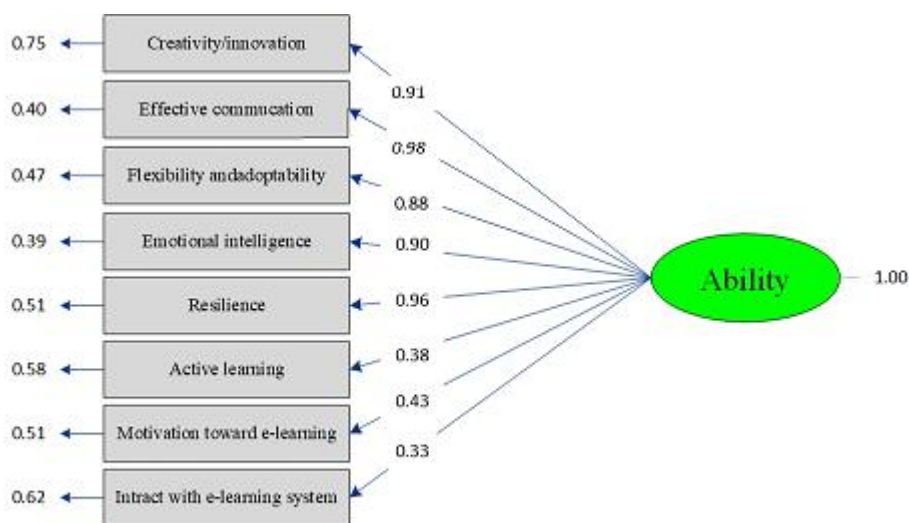 0.75 Creativity/innovation
0.91
0.40 Effective commucation
0.98
0.47 Flexibility andadoptability
0.88
0.39 Emotional intelligence
0.90
Ability 1.00
0.51 Resilience
0.96
0.58 Active learning
0.38
0.43
0.51 Motivation toward e-learning
0.33
0.62 Intract with e-learning system